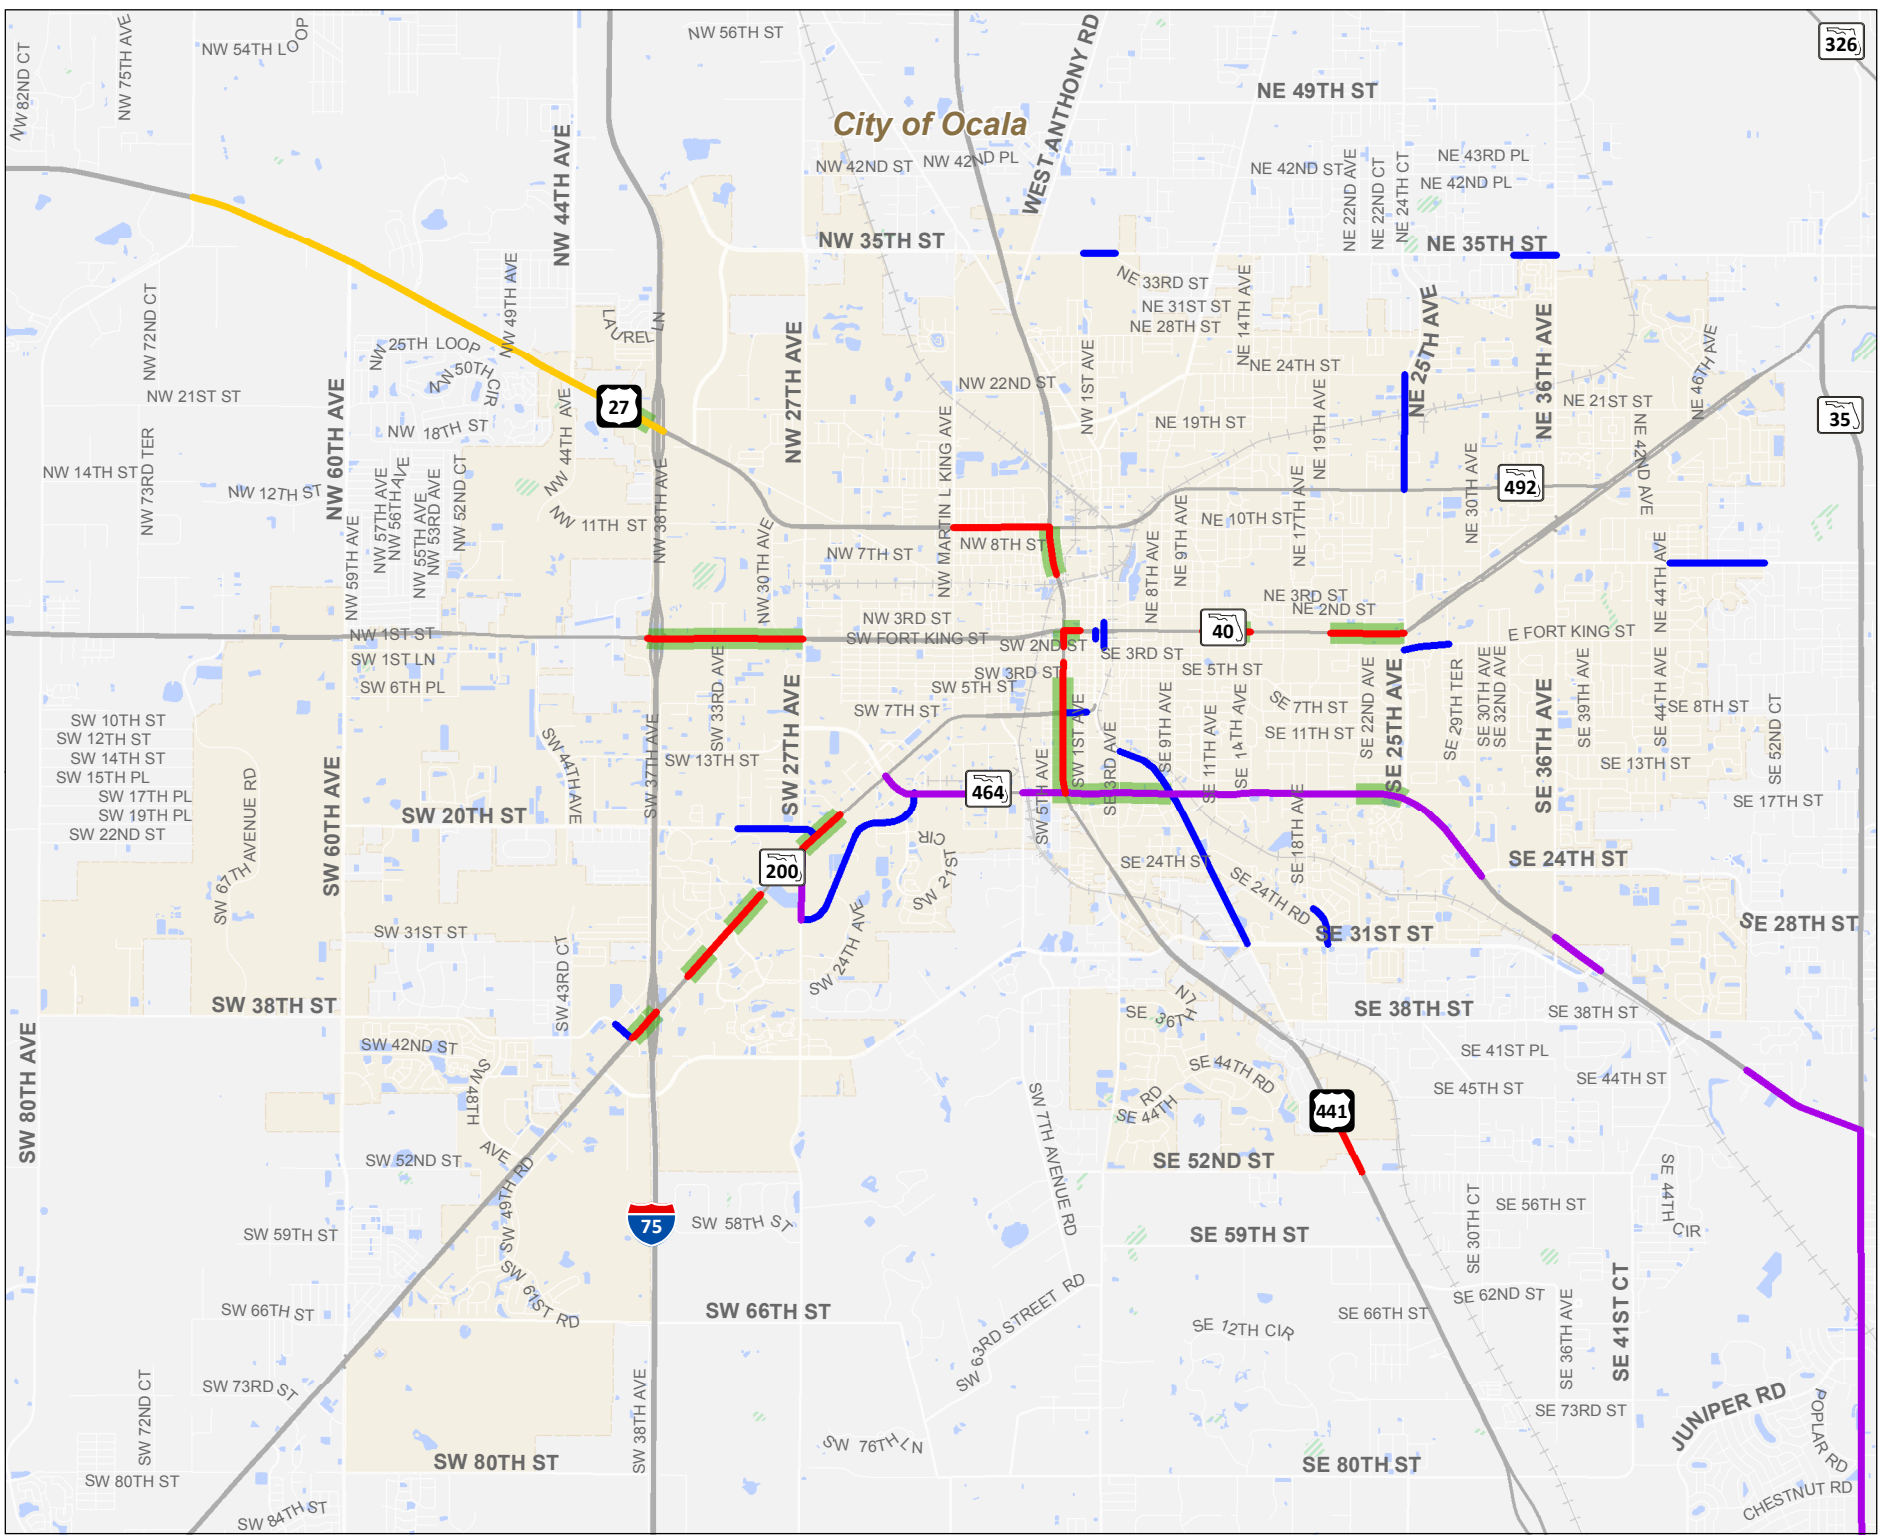 NW 56TH ST
NW 54TH LOOP
NW 75TH AVE
NW 82ND CT
326
WEST ANTHONY RD
NE 49TH ST
City of Ocala
NW 44TH AVE
NW 42ND ST
NW 42ND PL
NE 42ND ST
NE 22ND AVE
NE 22ND CT
NE 24TH CT
NE 43RD PL
NE 42ND PL
NW 35TH ST
NE 35TH ST
NE 33RD ST
NE 31ST ST
NE 28TH ST
NE 14TH AVE
NE 25TH AVE
NE 36TH AVE
NE 46TH AVE
NW 72ND CT
NW 49TH AVE
LAUREL LN
NW 27TH AVE
NW 25TH LOOP
NW 50TH CIR
NW 1ST AVE
NE 24TH ST
NW 22ND ST
NW 21ST ST
NE 21ST ST
27
35
NW 60TH AVE
NW 18TH ST
NW 44TH AVE
NW MARTIN L KING AVE
NE 19TH ST
NE 19TH AVE
NE 42ND AVE
NW 14TH ST
NW 73RD TER
NW 12TH ST
NW 59TH AVE
NW 57TH AVE
NW 56TH AVE
NW 55TH AVE
NW 53RD AVE
NW 52ND CT
NW 11TH ST
NW 38TH AVE
NW 30TH AVE
NE 17TH AVE
NE 30TH AVE
492
NE 10TH ST
NE 9TH AVE
NE 8TH AVE
NW 8TH ST
NW 7TH ST
NE 44TH AVE
NE 3RD ST
NE 2ND ST
NW 3RD ST
SW FORT KING ST
40
E FORT KING ST
NW 1ST ST
SW 1ST LN
SW 2ND ST
SE 3RD ST
SW 3RD ST
SE 5TH ST
SW 6TH PL
SW 5TH ST
SW 33RD AVE
SW 27TH AVE
SE 22ND AVE
SE 25TH AVE
SE 29TH TER
SE 30TH AVE
SE 32ND AVE
SE 36TH AVE
SE 39TH AVE
SE 44TH AVE
SE 8TH ST
SE 52ND CT
SW 10TH ST
SW 12TH ST
SW 14TH ST
SW 15TH PL
SW 17TH PL
SW 19TH PL
SW 22ND ST
SW 7TH ST
SE 7TH ST
SE 11TH ST
SW 1ST AVE
SE 3RD AVE
SE 9TH AVE
SE 11TH AVE
SE 14TH AVE
SW 44TH AVE
SW 37TH AVE
SW 13TH ST
SE 13TH ST
SW 60TH AVE
SW 67TH AVENUE RD
464
SW 5TH AVE
SE 18TH AVE
SE 17TH ST
SW 20TH ST
200
SW 21ST CIR
SE 24TH ST
SE 24TH ST
SE 24TH RD
SW 24TH AVE
SW 31ST ST
SE 31ST ST
SE 28TH ST
SW 43RD CT
SW 38TH ST
SE 38TH ST
SE 38TH ST
SE 36TH LN
SW 80TH AVE
SW 42ND ST
SW 48TH AVE
SE 41ST PL
SE 44TH RD
SE 45TH ST
SE 44TH ST
SE 44TH RD
441
SW 7TH AVENUE RD
SW 52ND ST
SW 49TH RD
SE 52ND ST
SE 44TH CIR
SE 30TH CT
SE 56TH ST
75
SW 58TH ST
SW 59TH ST
SE 59TH ST
SW 61ST RD
SW 63RD STREET RD
SE 62ND ST
SE 41ST CT
SE 36TH AVE
SW 66TH ST
SW 66TH ST
SE 66TH ST
SE 12TH CIR
SW 72ND CT
SW 73RD ST
SW 38TH AVE
SE 73RD ST
JUNIPER RD
POPLAR RD
SW 76TH LN
SW 80TH ST
SW 80TH ST
SE 80TH ST
CHESTNUT RD
SW 84TH ST